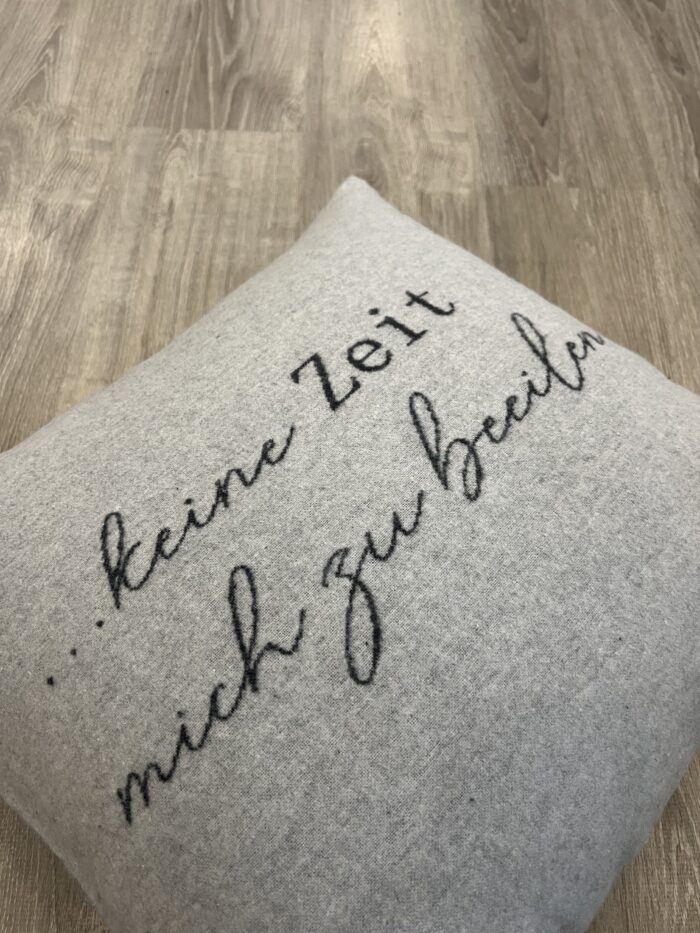 ...keine Zeit
mich zu beeilen